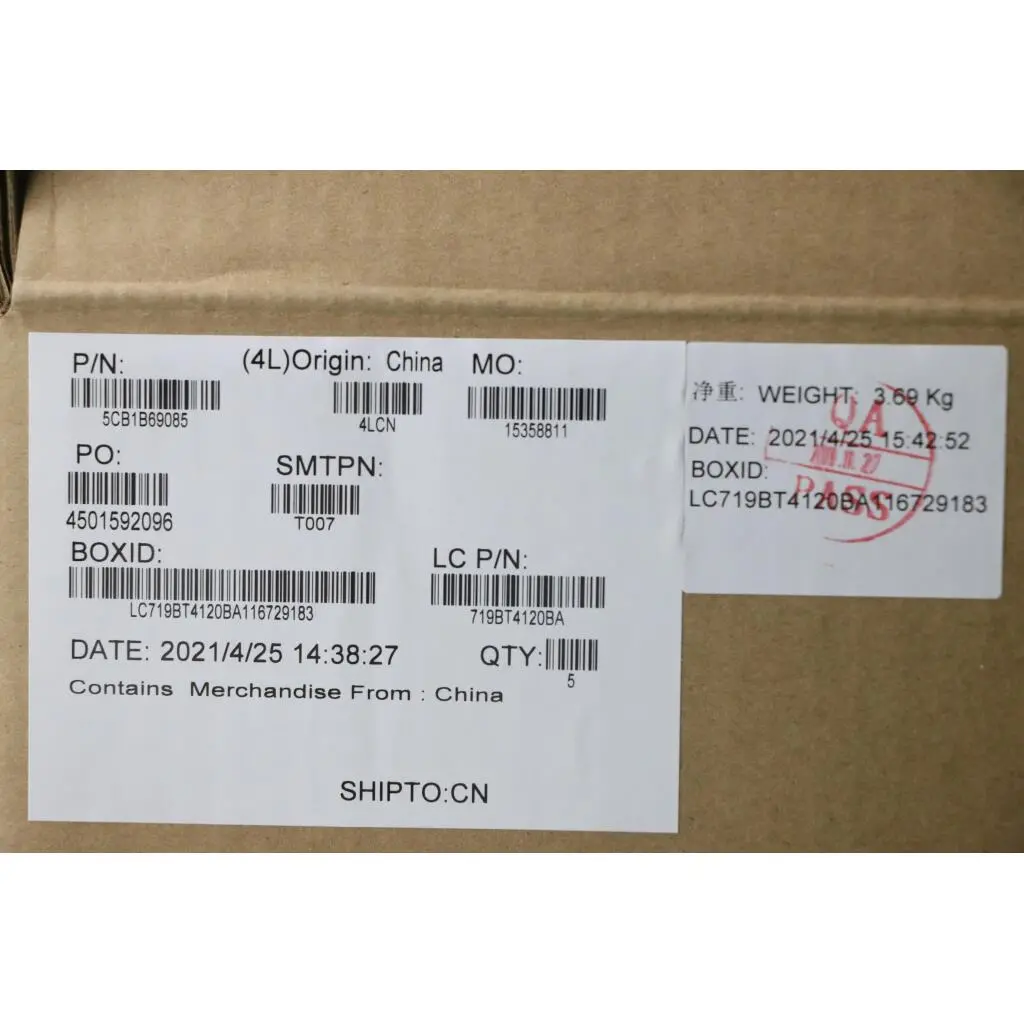 P/N: (4L)Origin: China MO:
5CB1B69085 4LCN 15358811
PO: SMTPN:
4501592096 T007
BOXID: LC P/N:
LC719BT4120BA116729183 719BT4120BA
DATE: 2021/4/25 14:38:27 QTY:
5
Contains Merchandise From : China
SHIPTO:CN
净重: WEIGHT: 3.69 Kg
DATE: 2021/4/25 15:42:52
BOXID:
LC719BT4120BA116729183
QA
PASS